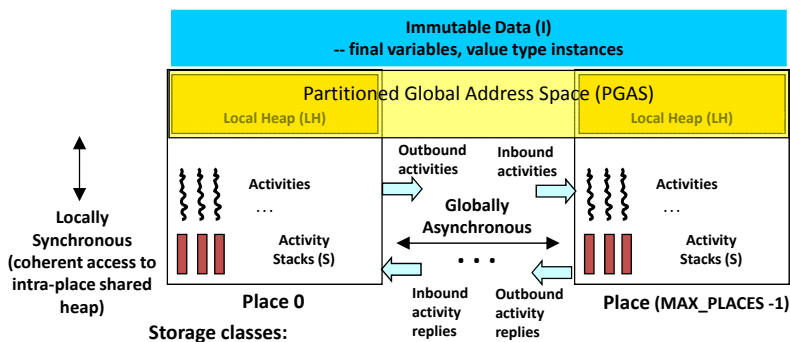 Immutable Data (I)
-- final variables, value type instances
Partitioned Global Address Space (PGAS)
Local Heap (LH)
Local Heap (LH)
Outbound
activities
Inbound
activities
Activities
...
Activities
...
Locally
Synchronous
(coherent access to
intra-place shared
heap)
Globally
Asynchronous
Activity
Stacks (S)
. . .
Activity
Stacks (S)
Place 0
Inbound
activity
replies
Outbound
activity
replies
Place (MAX_PLACES -1)
Storage classes: